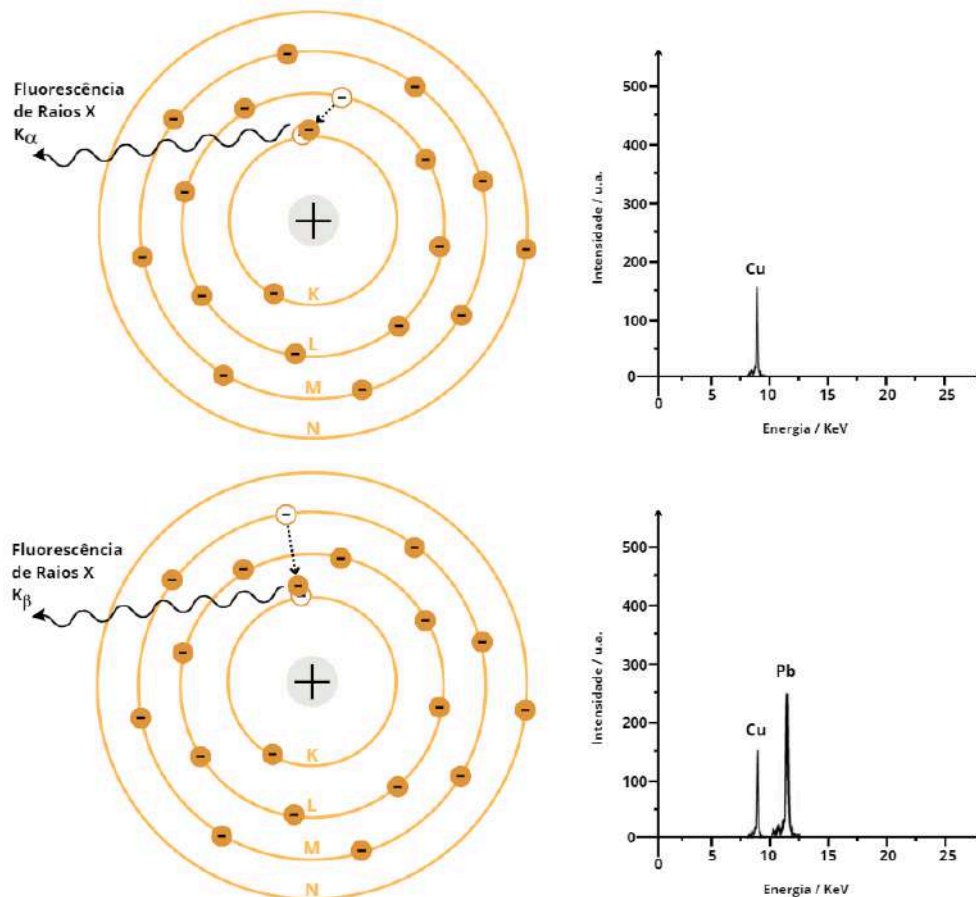 Fluorescência
de Raios X
Kα
K
L
M
N
Intensidade / u.a.
500
400
300
200
100
0
Cu
0
5
10
15
20
25
Energia / KeV
Fluorescência
de Raios X
Kβ
K
L
M
N
Intensidade / u.a.
500
400
300
200
100
0
Cu
Pb
0
5
10
15
20
25
Energia / KeV